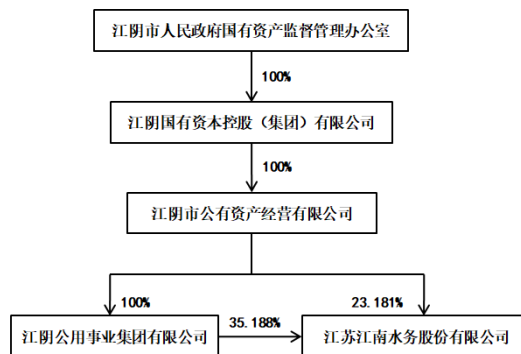 江阴市人民政府国有资产监督管理办公室
100%
江阴国有资本控股（集团）有限公司
100%
江阴市公有资产经营有限公司
100%
23.181%
江阴公用事业集团有限公司
35.188%
江苏江南水务股份有限公司